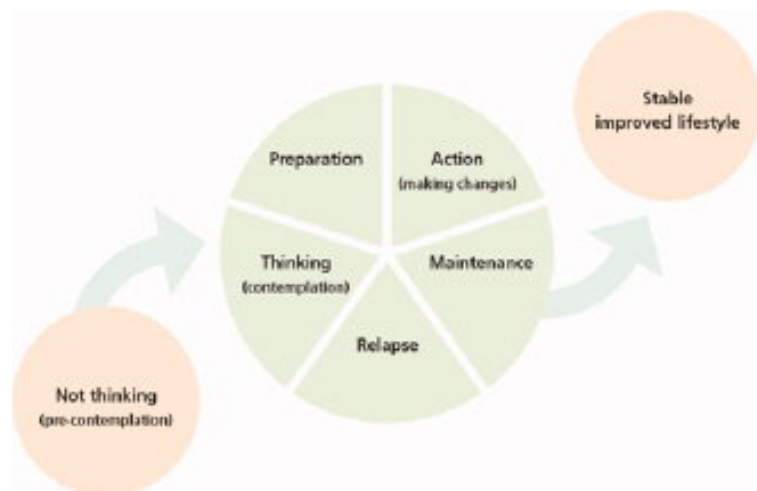 Stable
improved lifestyle
Preparation
Action
(making changes)
Thinking
(contemplation)
Maintenance
Relapse
Not thinking
(pre-contemplation)